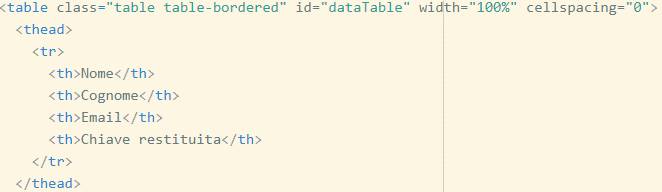 <table class="table table-bordered" id="dataTable" width="100%" cellspacing="0">
  <thead>
    <tr>
      <th>Nome</th>
      <th>Cognome</th>
      <th>Email</th>
      <th>Chiave restituita</th>
    </tr>
  </thead>